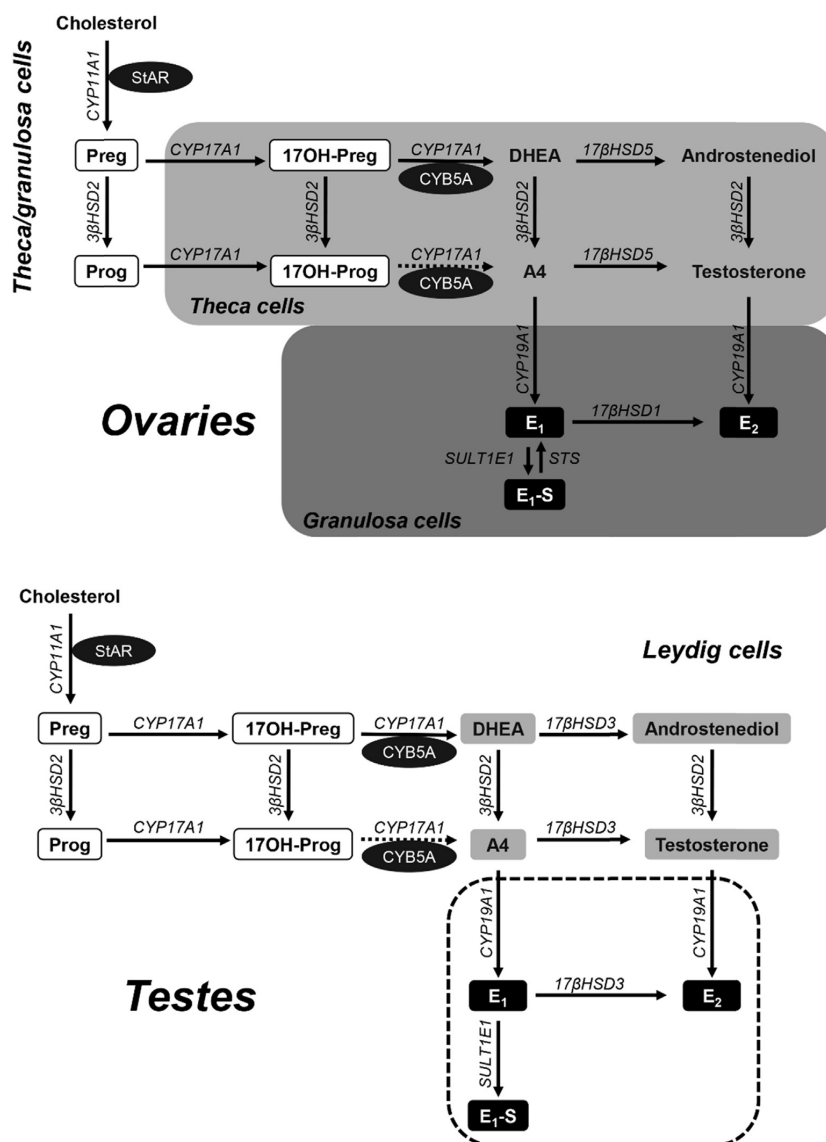 Cholesterol
Theca/granulosa cells
CYP11A1
StAR
Preg
CYP17A1
17OH-Preg
CYP17A1
CYB5A
DHEA
17βHSD5
Androstenediol
3βHSD2
3βHSD2
3βHSD2
3βHSD2
Prog
CYP17A1
17OH-Prog
CYP17A1
CYB5A
A4
17βHSD5
Testosterone
Theca cells
CYP19A1
CYP19A1
Ovaries
E₁
17βHSD1
E₂
SULT1E1
STS
E₁-S
Granulosa cells
Cholesterol
CYP11A1
StAR
Leydig cells
Preg
CYP17A1
17OH-Preg
CYP17A1
CYB5A
DHEA
17βHSD3
Androstenediol
3βHSD2
3βHSD2
3βHSD2
3βHSD2
Prog
CYP17A1
17OH-Prog
CYP17A1
CYB5A
A4
17βHSD3
Testosterone
CYP19A1
CYP19A1
Testes
E₁
17βHSD3
E₂
SULT1E1
E₁-S